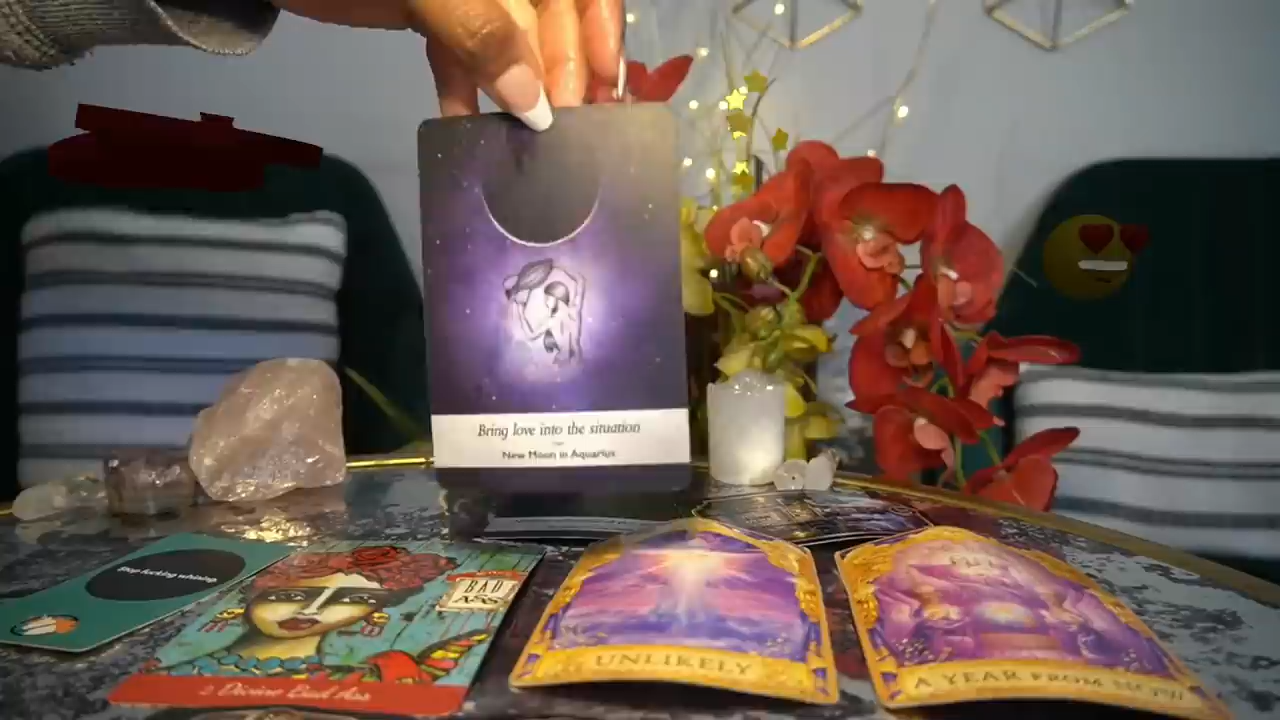 Bring love into the situation
New Moon in Aquarius
Stop fucking whining.
BAD
ASS
2 Divine Bad Ass
UNLIKELY
A YEAR FROM NOW